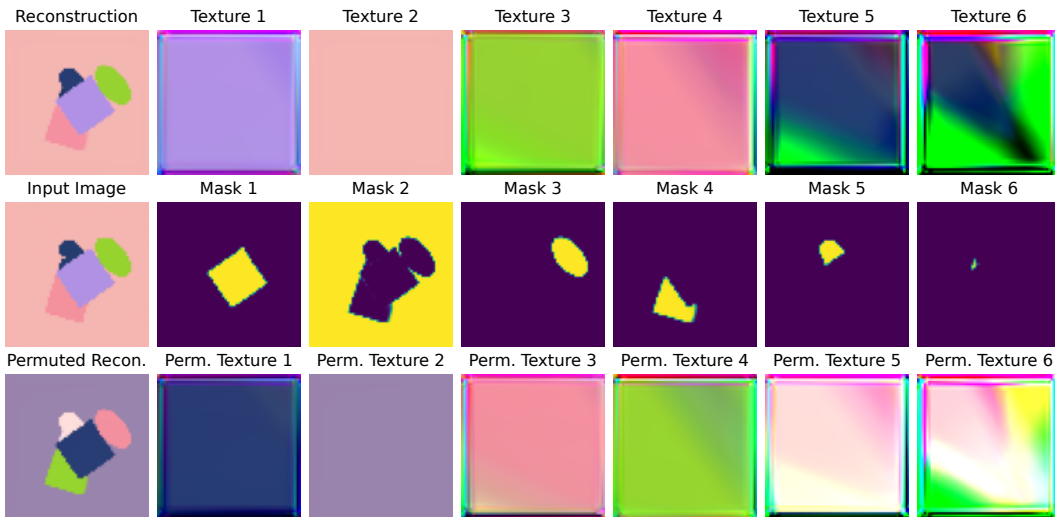 Reconstruction Texture 1 Texture 2 Texture 3 Texture 4 Texture 5 Texture 6
Input Image Mask 1 Mask 2 Mask 3 Mask 4 Mask 5 Mask 6
Permuted Recon. Perm. Texture 1 Perm. Texture 2 Perm. Texture 3 Perm. Texture 4 Perm. Texture 5 Perm. Texture 6